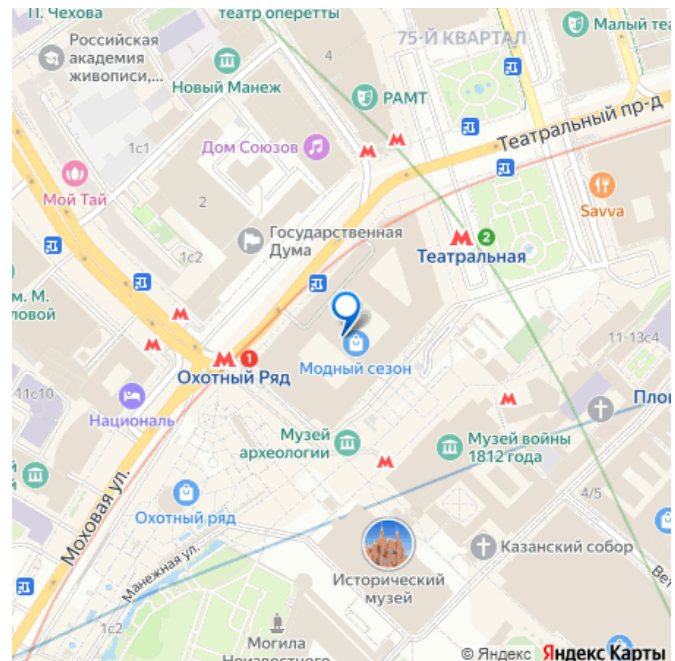 П. Чехова
театр оперетты
Малый теа
75-Й КВАРТАЛ
Российская
академия
живописи,...
Новый Манеж
4
РАМТ
Театральный пр-д
1с1
Дом Союзов
Мой Тай
2
Savva
Государственная
Дума
1с2
2
Театральная
м. М.
ловой
11-13с4
1
Модный сезон
Охотный Ряд
11с10
Националь
Пло
Музей
археологии
Музей войны
1812 года
й
й
Моховая ул.
4/5
Охотный ряд
Казанский собор
Манежная ул.
Вет
Исторический
музей
1с2
Могила
Неизвестного
© Яндекс Яндекс Карты